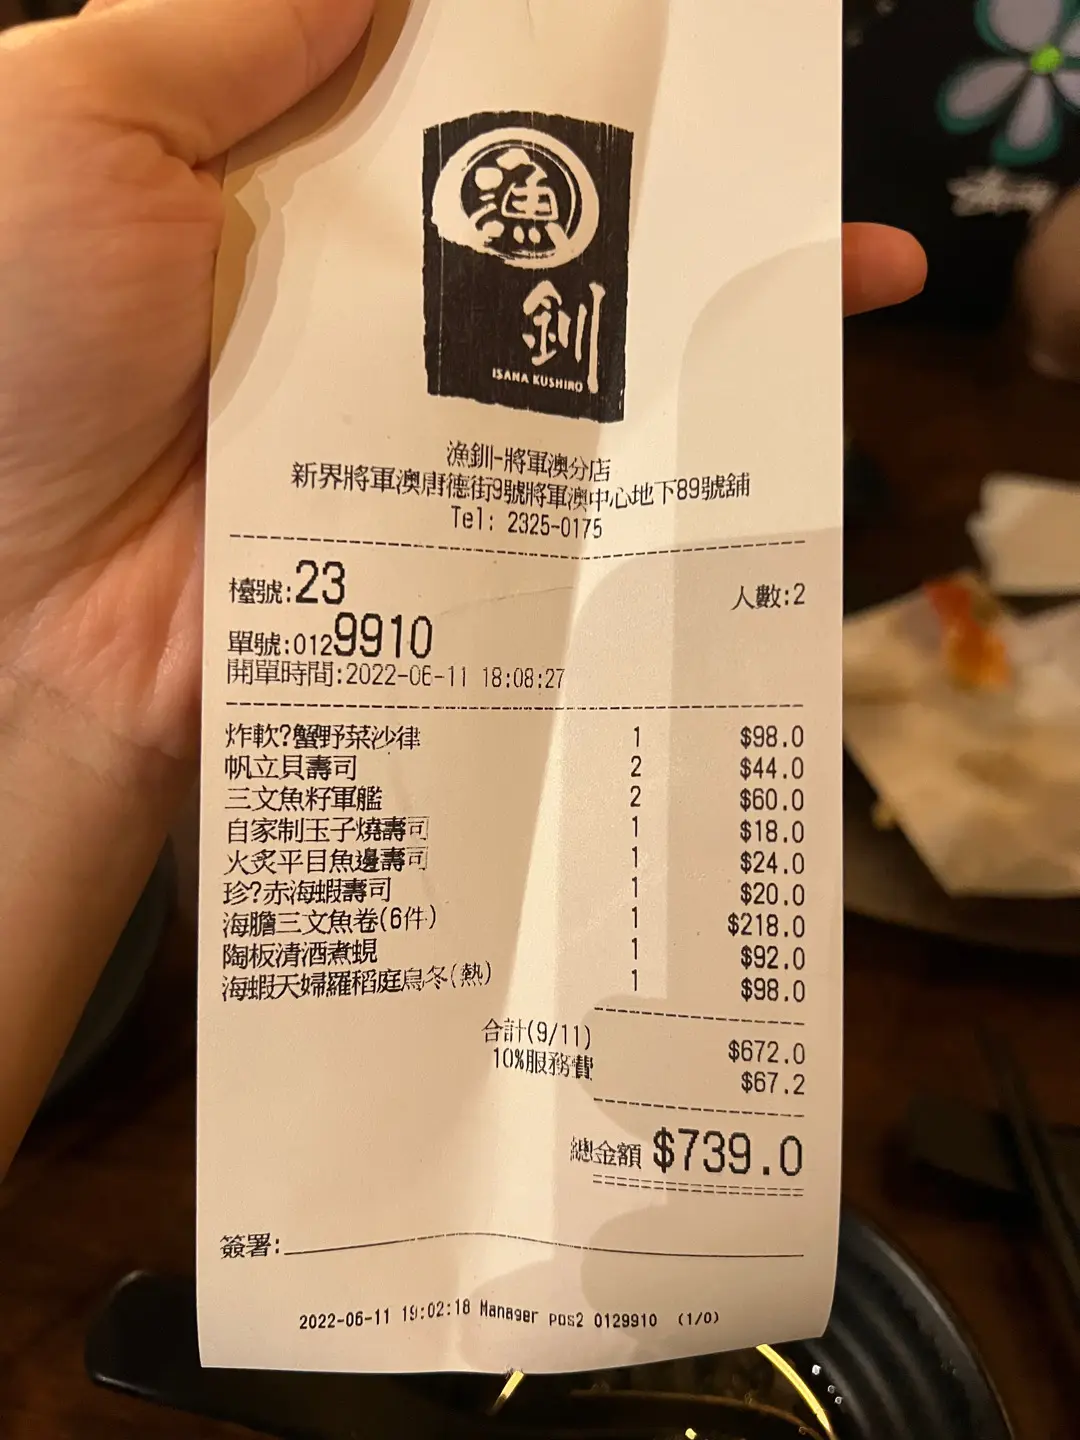 漁
釧
ISANA KUSHIRO
漁釧-將軍澳分店
新界將軍澳唐德街9號將軍澳中心地下89號舖
Tel: 2325-0175
檯號:23 人數:2
單號:0129910
開單時間:2022-06-11 18:08:27
炸軟?蟹野菜沙律 1 $98.0
帆立貝壽司 2 $44.0
三文魚籽軍艦 2 $60.0
自家制玉子燒壽司 1 $18.0
火炙平目魚邊壽司 1 $24.0
珍?赤海蝦壽司 1 $20.0
海膽三文魚卷(6件) 1 $218.0
陶板清酒煮蜆 1 $92.0
海蝦天婦羅稻庭烏冬(熱) 1 $98.0
合計(9/11) $672.0
10%服務費 $67.2
總金額 $739.0
簽署:
2022-06-11 19:02:18 Manager pos2 0129910 (1/0)